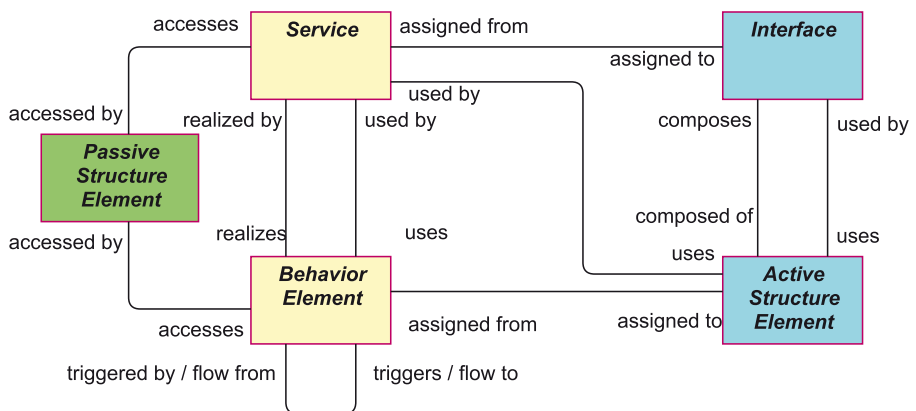 accesses
Service
assigned from
Interface
assigned to
used by
accessed by
realized by
used by
composes
used by
Passive
Structure
Element
accessed by
realizes
uses
composed of
uses
uses
Behavior
Element
Active
Structure
Element
accesses
assigned from
assigned to
triggered by / flow from
triggers / flow to